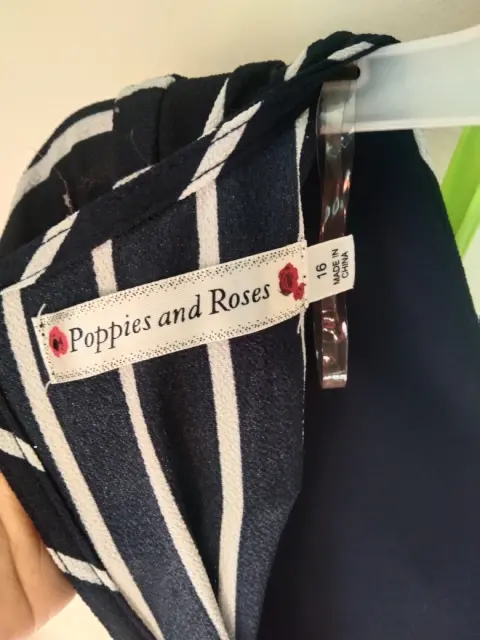 Poppies and Roses
16
MADE IN
CHINA